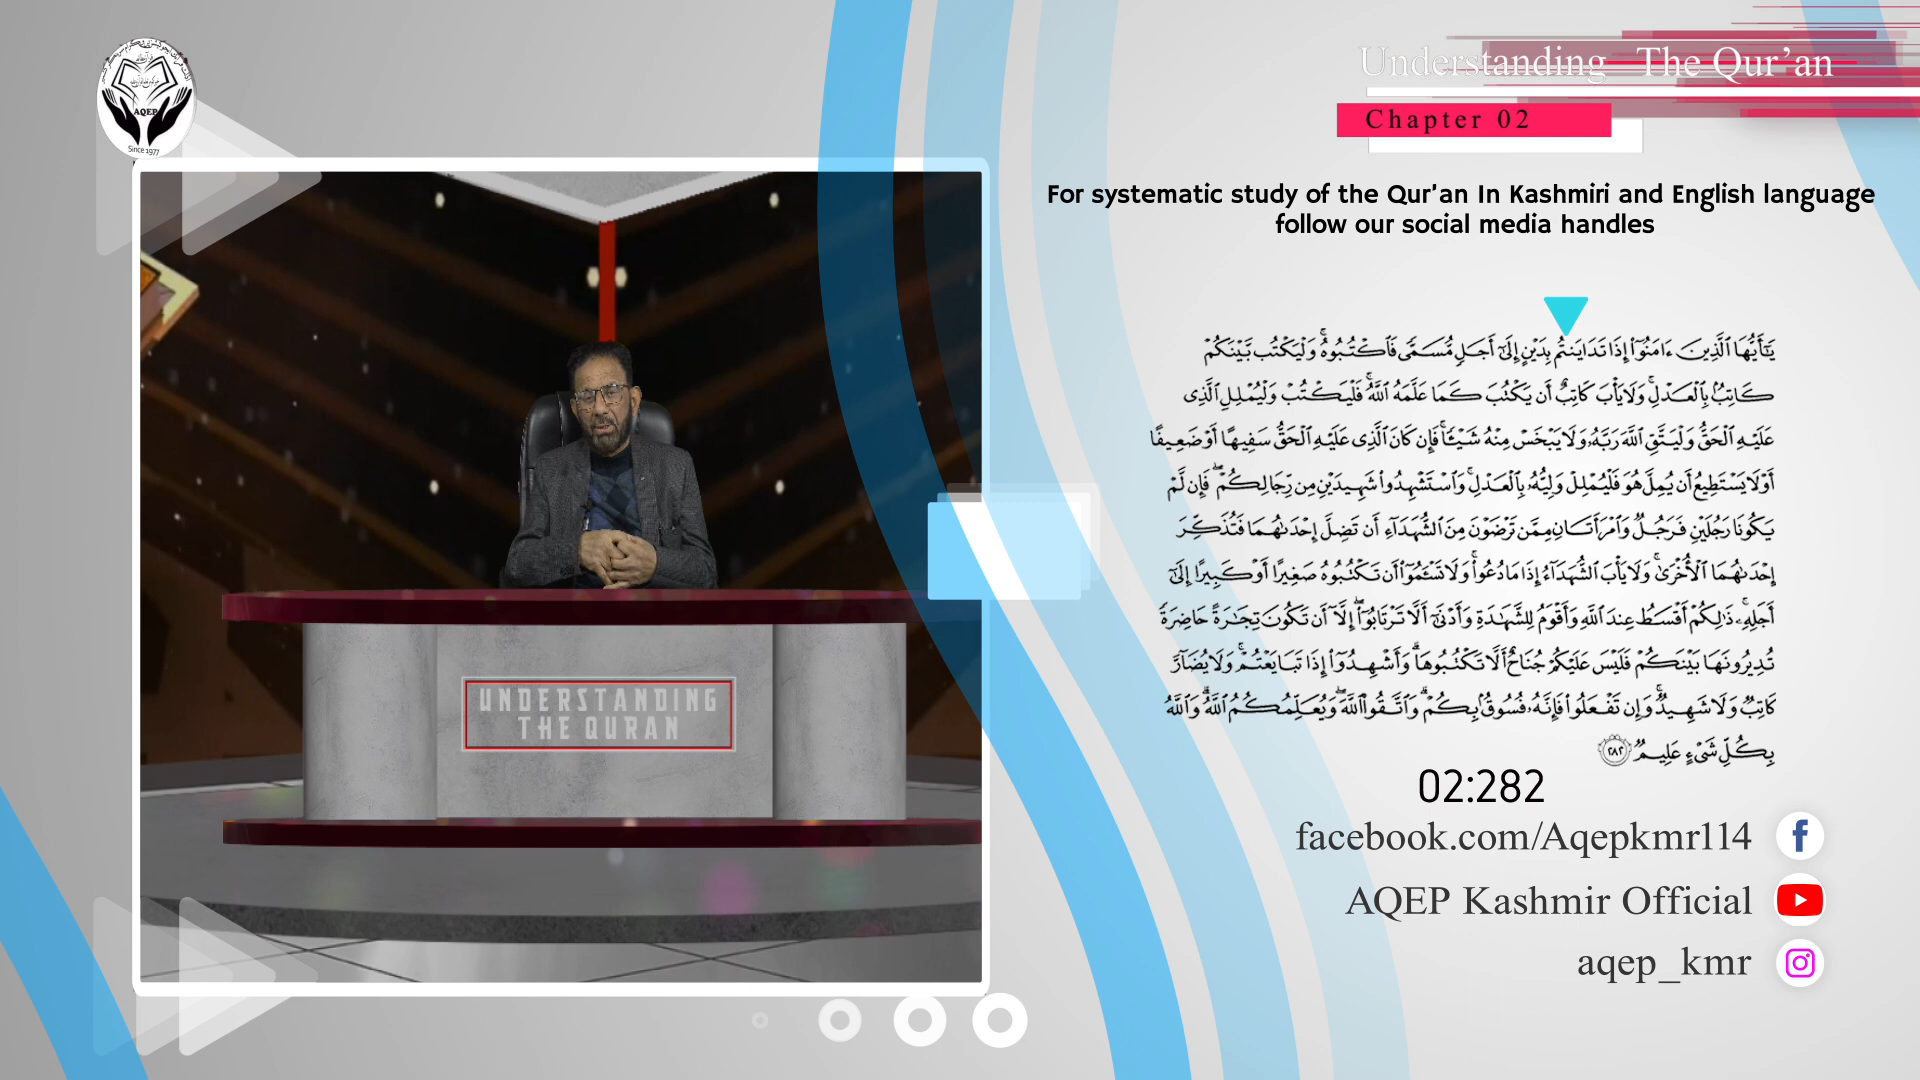 AQEP
Since 1977
Understanding The Qur’an
Chapter 02
For systematic study of the Qur’an In Kashmiri and English language
follow our social media handles
يَٰٓأَيُّهَا ٱلَّذِينَ ءَامَنُوٓا۟ إِذَا تَدَايَنتُم بِدَيْنٍ إِلَىٰٓ أَجَلٍ مُّسَمًّى فَٱكْتُبُوهُ ۚ وَلْيَكْتُب بَّيْنَكُمْ
كَاتِبٌۢ بِٱلْعَدْلِ ۚ وَلَا يَأْبَ كَاتِبٌ أَن يَكْتُبَ كَمَا عَلَّمَهُ ٱللَّهُ ۚ فَلْيَكْتُبْ وَلْيُمْلِلِ ٱلَّذِى
عَلَيْهِ ٱلْحَقُّ وَلْيَتَّقِ ٱللَّهَ رَبَّهُۥ وَلَا يَبْخَسْ مِنْهُ شَيْـًٔا ۚ فَإِن كَانَ ٱلَّذِى عَلَيْهِ ٱلْحَقُّ سَفِيهًا أَوْ ضَعِيفًا
أَوْ لَا يَسْتَطِيعُ أَن يُمِلَّ هُوَ فَلْيُمْلِلْ وَلِيُّهُۥ بِٱلْعَدْلِ ۚ وَٱسْتَشْهِدُوا۟ شَهِيدَيْنِ مِن رِّجَالِكُمْ ۖ فَإِن لَّمْ
يَكُونَا رَجُلَيْنِ فَرَجُلٌ وَٱمْرَأَتَانِ مِمَّن تَرْضَوْنَ مِنَ ٱلشُّهَدَآءِ أَن تَضِلَّ إِحْدَىٰهُمَا فَتُذَكِّرَ
إِحْدَىٰهُمَا ٱلْأُخْرَىٰ ۚ وَلَا يَأْبَ ٱلشُّهَدَآءُ إِذَا مَا دُعُوا۟ ۚ وَلَا تَسْـَٔمُوٓا۟ أَن تَكْتُبُوهُ صَغِيرًا أَوْ كَبِيرًا إِلَىٰٓ
أَجَلِهِۦ ۚ ذَٰلِكُمْ أَقْسَطُ عِندَ ٱللَّهِ وَأَقْوَمُ لِلشَّهَٰدَةِ وَأَدْنَىٰٓ أَلَّا تَرْتَابُوٓا۟ ۖ إِلَّآ أَن تَكُونَ تِجَٰرَةً حَاضِرَةً
تُدِيرُونَهَا بَيْنَكُمْ فَلَيْسَ عَلَيْكُمْ جُنَاحٌ أَلَّا تَكْتُبُوهَا ۗ وَأَشْهِدُوٓا۟ إِذَا تَبَايَعْتُمْ ۚ وَلَا يُضَآرَّ
كَاتِبٌ وَلَا شَهِيدٌ ۚ وَإِن تَفْعَلُوا۟ فَإِنَّهُۥ فُسُوقٌۢ بِكُمْ ۗ وَٱتَّقُوا۟ ٱللَّهَ ۖ وَيُعَلِّمُكُمُ ٱللَّهُ ۗ وَٱللَّهُ
بِكُلِّ شَىْءٍ عَلِيمٌ ٢٨٢
02:282
facebook.com/Aqepkmr114
AQEP Kashmir Official
aqep_kmr
UNDERSTANDING
THE QURAN